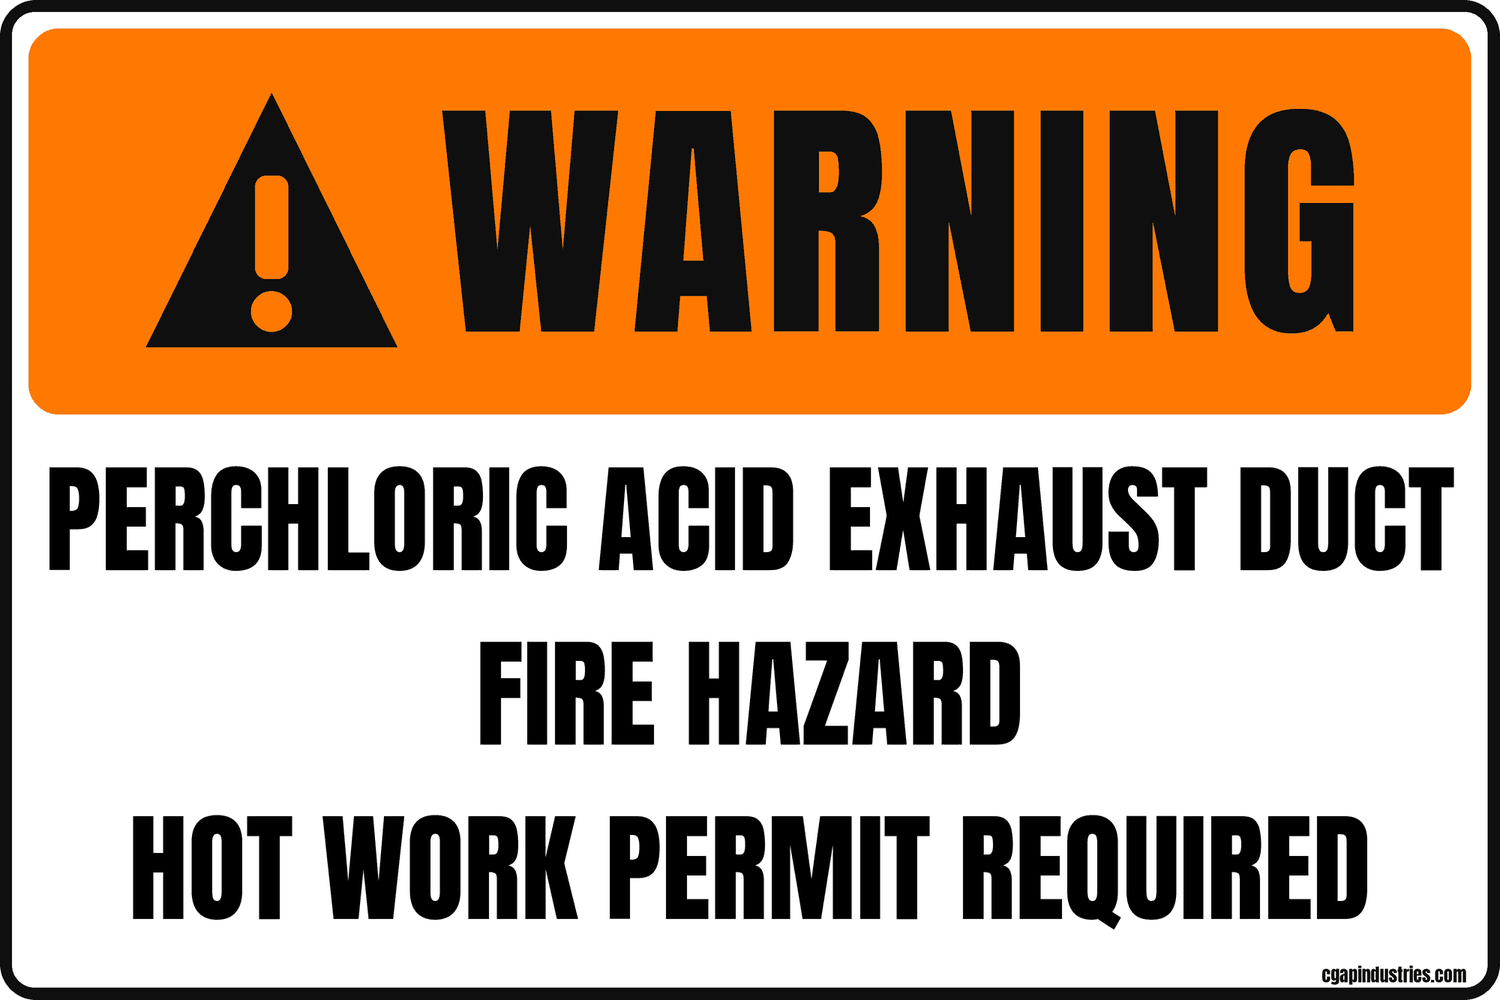 WARNING
PERCHLORIC ACID EXHAUST DUCT
FIRE HAZARD
HOT WORK PERMIT REQUIRED
cgapindustries.com